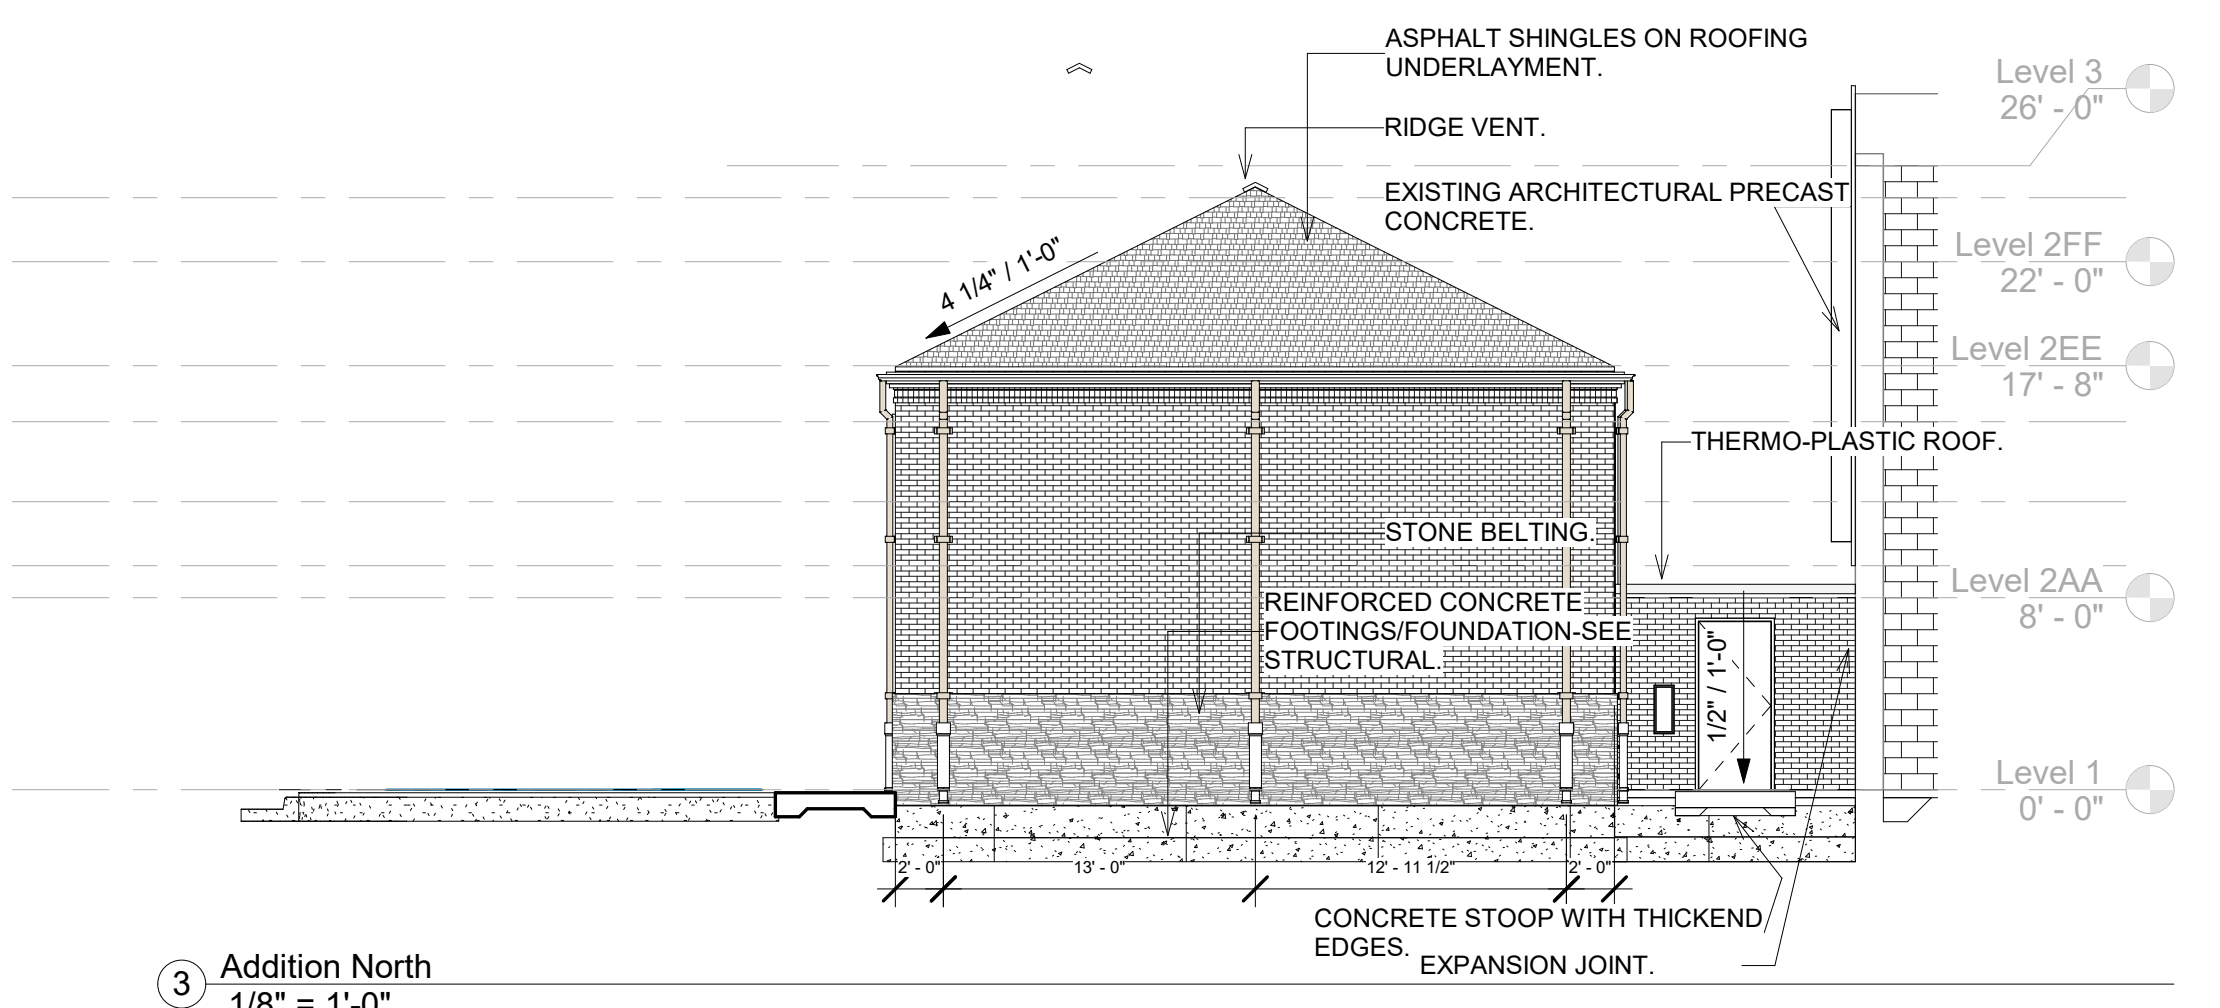 ASPHALT SHINGLES ON ROOFING
UNDERLAYMENT.
Level 3
26' - 0"
RIDGE VENT.
EXISTING ARCHITECTURAL PRECAST
CONCRETE.
4 1/4" / 1'-0"
Level 2FF
22' - 0"
Level 2EE
17' - 8"
THERMO-PLASTIC ROOF.
STONE BELTING.
REINFORCED CONCRETE
FOOTINGS/FOUNDATION-SEE
STRUCTURAL.
Level 2AA
8' - 0"
1/2" / 1'-0"
Level 1
0' - 0"
2' - 0"
13' - 0"
12' - 11 1/2"
2' - 0"
CONCRETE STOOP WITH THICKEND
EDGES.
EXPANSION JOINT.
3
Addition North
1/8" = 1'-0"